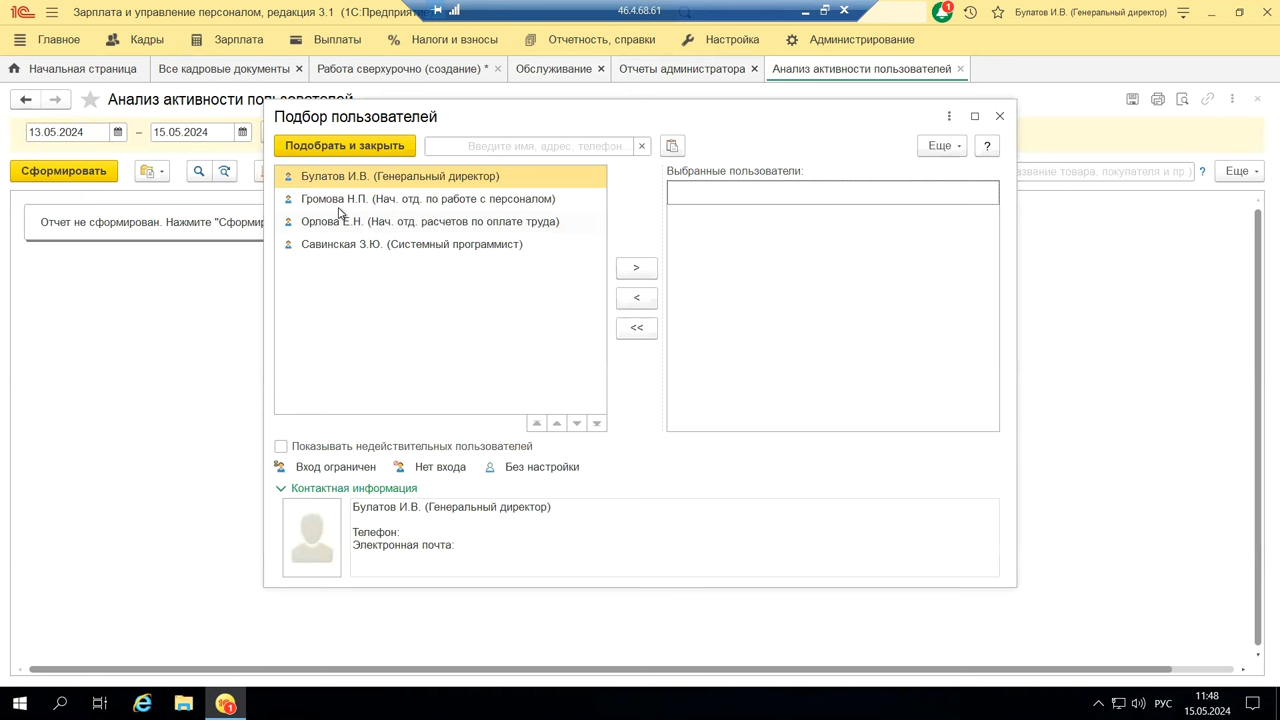 Зарплата и управление персоналом, редакция 3.1 (1С:Предприятие
46.4.68.61
1
Булатов И.В. (Генеральный директор)
Главное
Кадры
Зарплата
Выплаты
Налоги и взносы
Отчетность, справки
Настройка
Администрирование
Начальная страница
Все кадровые документы
Работа сверхурочно (создание) *
Обслуживание
Отчеты администратора
Анализ активности пользователей
Анализ активности пользователей
13.05.2024 – 15.05.2024
Сформировать
название товара, покупателя и пр.)
?
Еще
Отчет не сформирован. Нажмите "Сформир
Подбор пользователей
Подобрать и закрыть
Введите имя, адрес, телефон...
Еще
?
Булатов И.В. (Генеральный директор)
Громова Н.П. (Нач. отд. по работе с персоналом)
Орлова Е.Н. (Нач. отд. расчетов по оплате труда)
Савинская З.Ю. (Системный программист)
>
<
<<
Выбранные пользователи:
Показывать недействительных пользователей
Вход ограничен
Нет входа
Без настройки
Контактная информация
Булатов И.В. (Генеральный директор)
Телефон:
Электронная почта:
РУС
11:48
15.05.2024